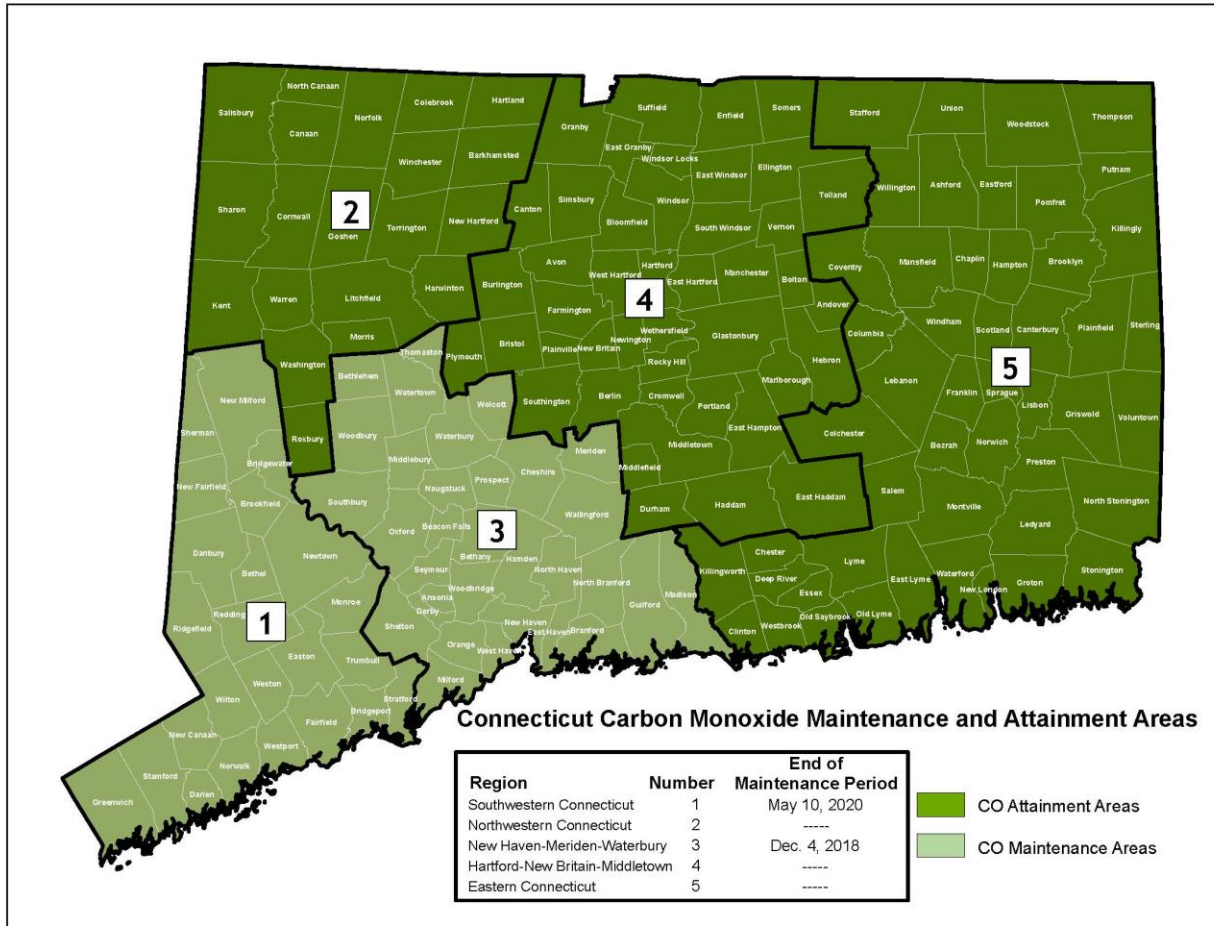 North Canaan
Colebrook
Hartland
Salisbury
Norfolk
Canaan
Winchester
Barkhamsted
Sharon
Cornwall
2
Goshen
Torrington
New Hartford
Kent
Warren
Litchfield
Harwinton
Morris
Washington
Roxbury
Suffield
Enfield
Somers
Granby
East Granby
Windsor Locks
East Windsor
Ellington
Canton
Simsbury
Windsor
Tolland
Bloomfield
South Windsor
Vernon
Avon
West Hartford
Hartford
East Hartford
Manchester
Bolton
Burlington
4
Andover
Farmington
Wethersfield
Glastonbury
Newington
Bristol
Plainville
New Britain
Rocky Hill
Hebron
Plymouth
Marlborough
Southington
Berlin
Cromwell
Portland
East Hampton
Middletown
Middlefield
Durham
Haddam
East Haddam
Stafford
Union
Woodstock
Thompson
Putnam
Willington
Ashford
Eastford
Pomfret
Killingly
Coventry
Mansfield
Chaplin
Hampton
Brooklyn
Columbia
Windham
Scotland
Canterbury
Plainfield
Sterling
5
Lebanon
Franklin
Sprague
Lisbon
Griswold
Voluntown
Colchester
Bozrah
Norwich
Preston
Salem
Montville
North Stonington
Ledyard
Killingworth
Chester
Lyme
Deep River
Essex
East Lyme
Waterford
New London
Groton
Stonington
Clinton
Westbrook
Old Saybrook
Old Lyme
Thomaston
Bethlehem
Watertown
Wolcott
Woodbury
Waterbury
Middlebury
Cheshire
Meriden
Southbury
Naugatuck
Prospect
Wallingford
Oxford
Beacon Falls
3
Bethany
Hamden
Seymour
North Haven
Woodbridge
North Branford
Ansonia
Derby
Guilford
Madison
Shelton
New Haven
East Haven
Branford
Orange
West Haven
Milford
New Milford
Sherman
Bridgewater
New Fairfield
Brookfield
Danbury
Newtown
Bethel
Redding
1
Monroe
Ridgefield
Easton
Trumbull
Weston
Wilton
Stratford
Bridgeport
Fairfield
New Canaan
Westport
Norwalk
Stamford
Darien
Greenwich
Connecticut Carbon Monoxide Maintenance and Attainment Areas
End of
Region Number Maintenance Period
Southwestern Connecticut 1 May 10, 2020
Northwestern Connecticut 2 -----
New Haven-Meriden-Waterbury 3 Dec. 4, 2018
Hartford-New Britain-Middletown 4 -----
Eastern Connecticut 5 -----
CO Attainment Areas
CO Maintenance Areas